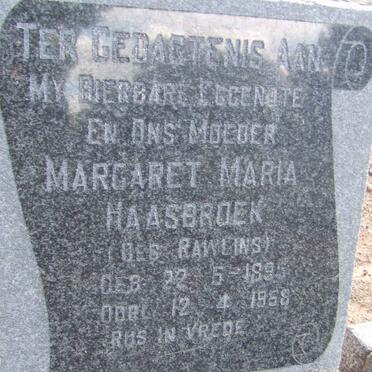 TER GEDAGTENIS AAN
MY DIERBARE EGGENOTE
EN ONS MOEDER
MARGARET MARIA
HAASBROEK
(GEB RAWLINS)
GEB 22 5-1895
OORL 12 4 1958
RUS IN VREDE